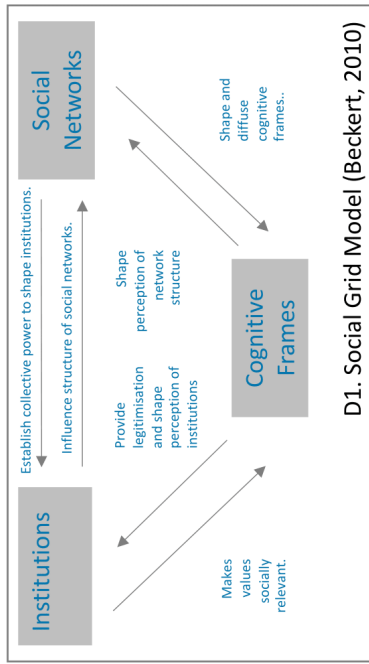 Institutions
Social
Networks
Establish collective power to shape institutions.
Influence structure of social networks.
Provide
legitimisation
and shape
perception of
institutions
Shape
perception of
network
structure
Shape and
diffuse
cognitive
frames..
Makes
values
socially
relevant.
Cognitive
Frames
D1. Social Grid Model (Beckert, 2010)